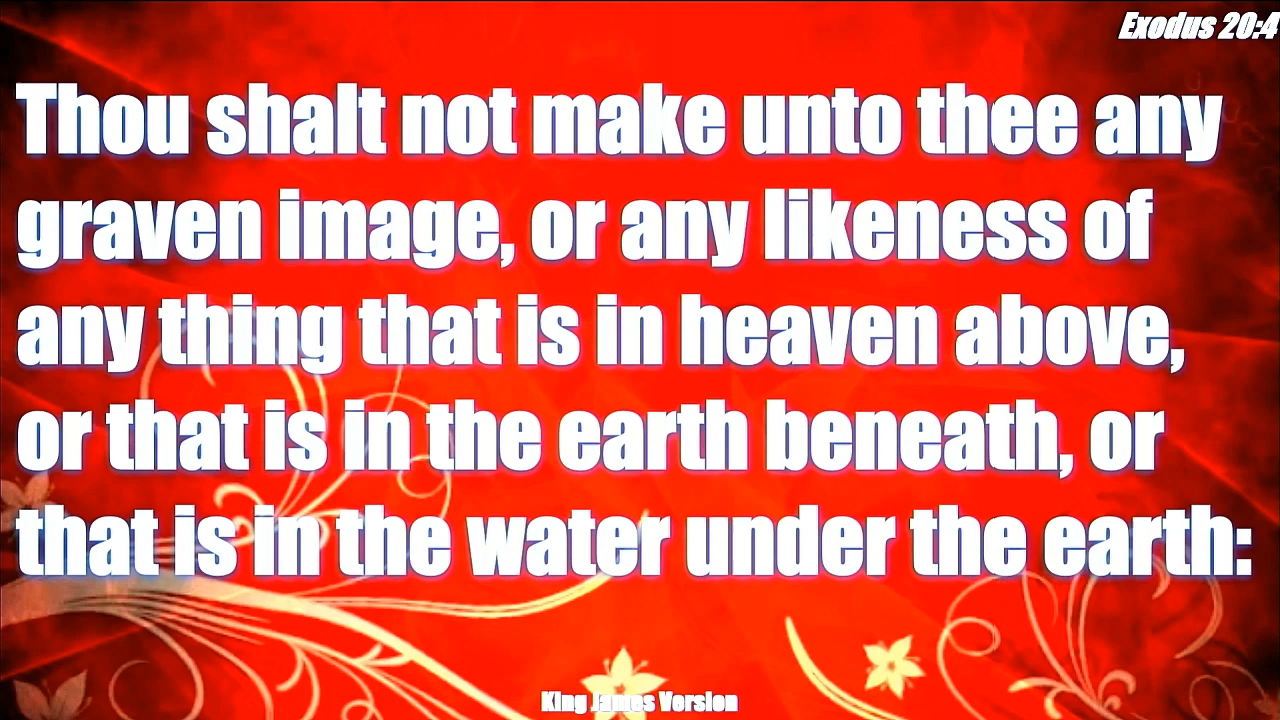 Exodus 20:4
Thou shalt not make unto thee any
graven image, or any likeness of
any thing that is in heaven above,
or that is in the earth beneath, or
that is in the water under the earth:
King James Version